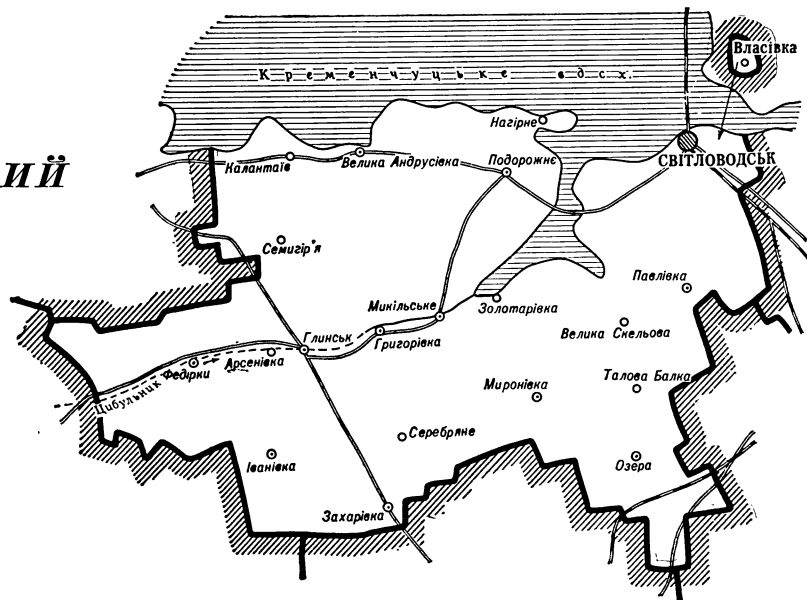 Власівка
Кременчуцьке вдсх.
Нагірне
ИЙ
Калантаїв
Велика Андрусівка
Подорожнє
СВІТЛОВОДСЬК
Семигір'я
Павлівка
Микільське
Золотарівка
Глинськ
Григорівка
Велика Скельова
Федірки
Арсенівка
Цибульник
Миронівка
Талова Балка
Серебряне
Іванівка
Озера
Захарівка